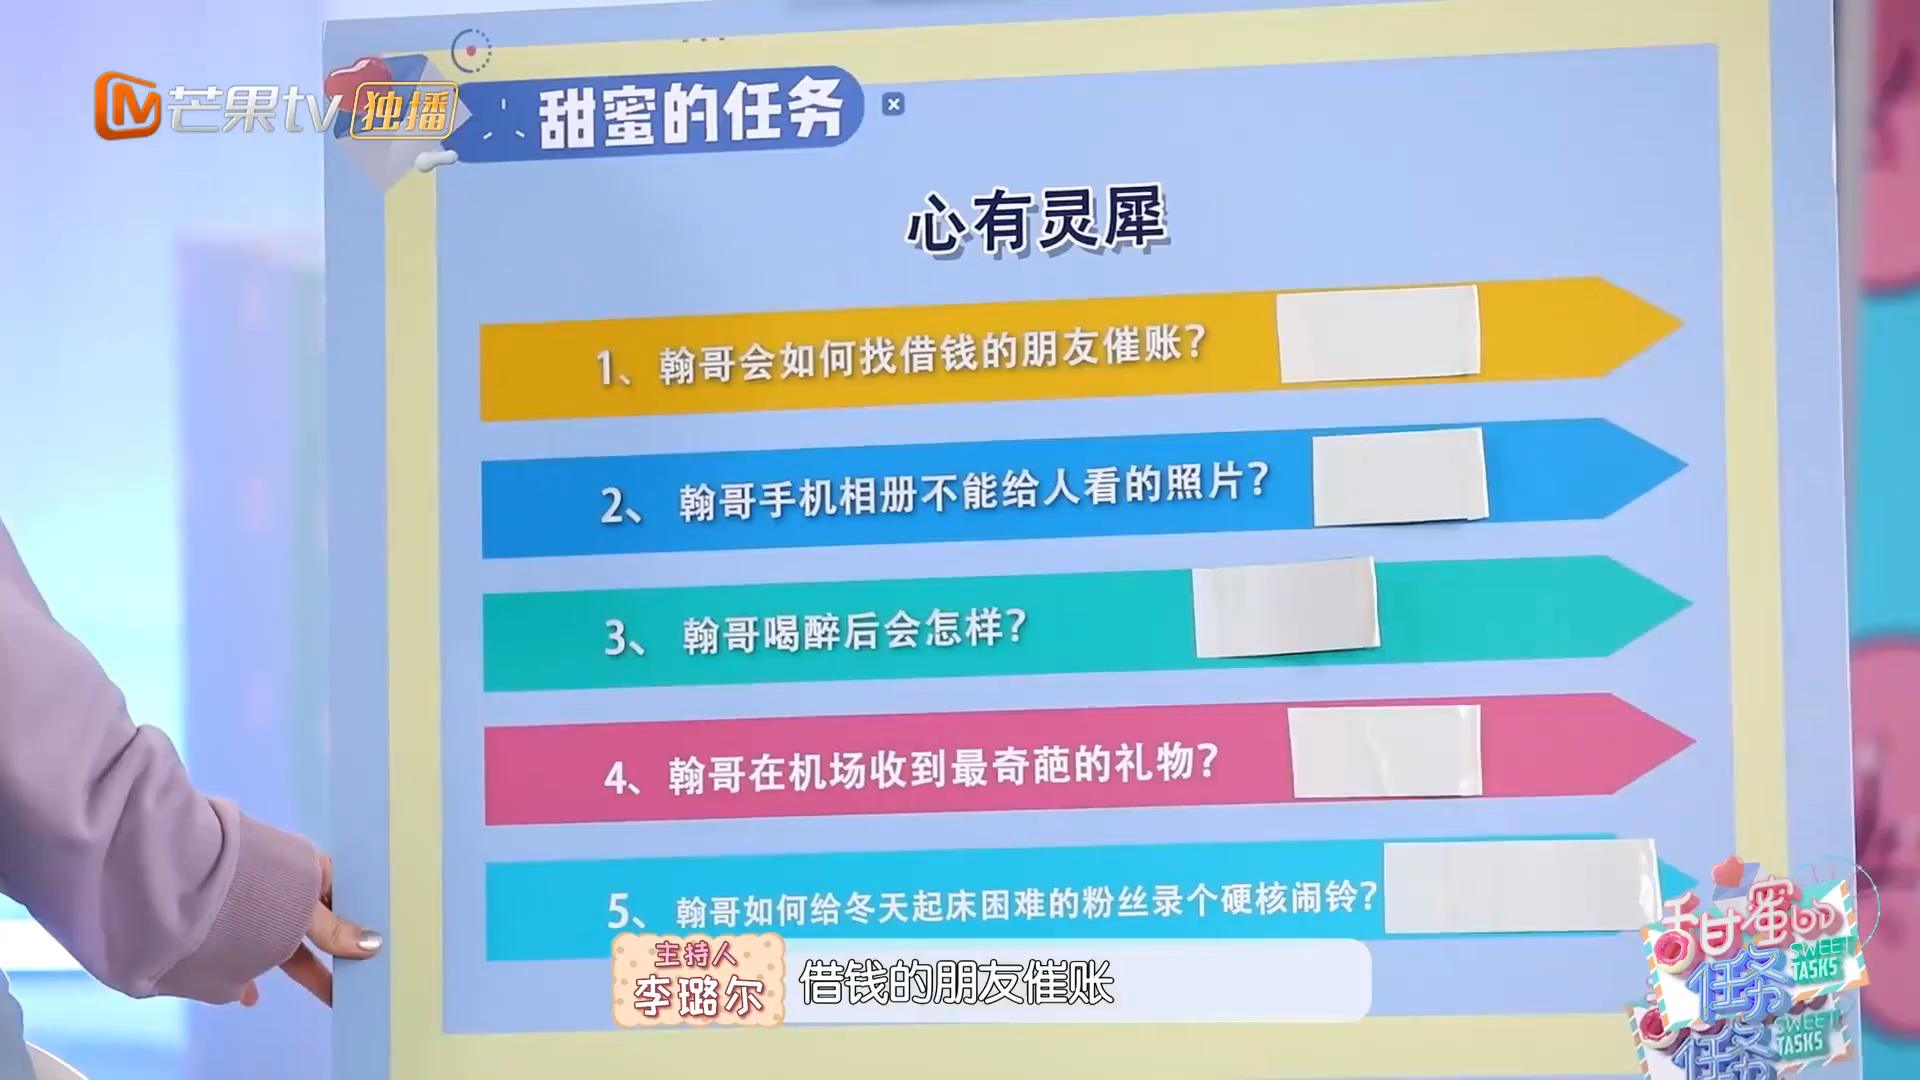 芒果tv 独播
甜蜜的任务
心有灵犀
1、翰哥会如何找借钱的朋友催账?
2、翰哥手机相册不能给人看的照片?
3、翰哥喝醉后会怎样?
4、翰哥在机场收到最奇葩的礼物?
5、翰哥如何给冬天起床困难的粉丝录个硬核闹铃?
主持人
李璐尔
借钱的朋友催账
甜蜜的
任务
SWEET
TASKS
任务
SWEET
TASKS